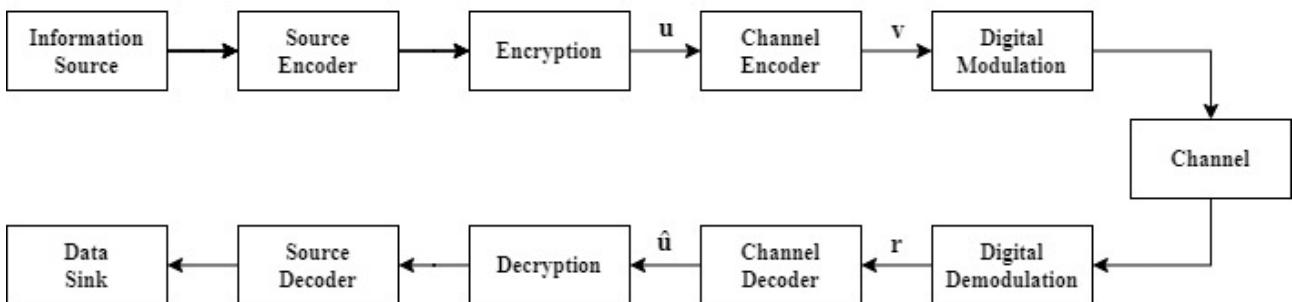 Information
Source
Source
Encoder
Encryption
u
Channel
Encoder
v
Digital
Modulation
Channel
Data
Sink
Source
Decoder
Decryption
û
Channel
Decoder
r
Digital
Demodulation